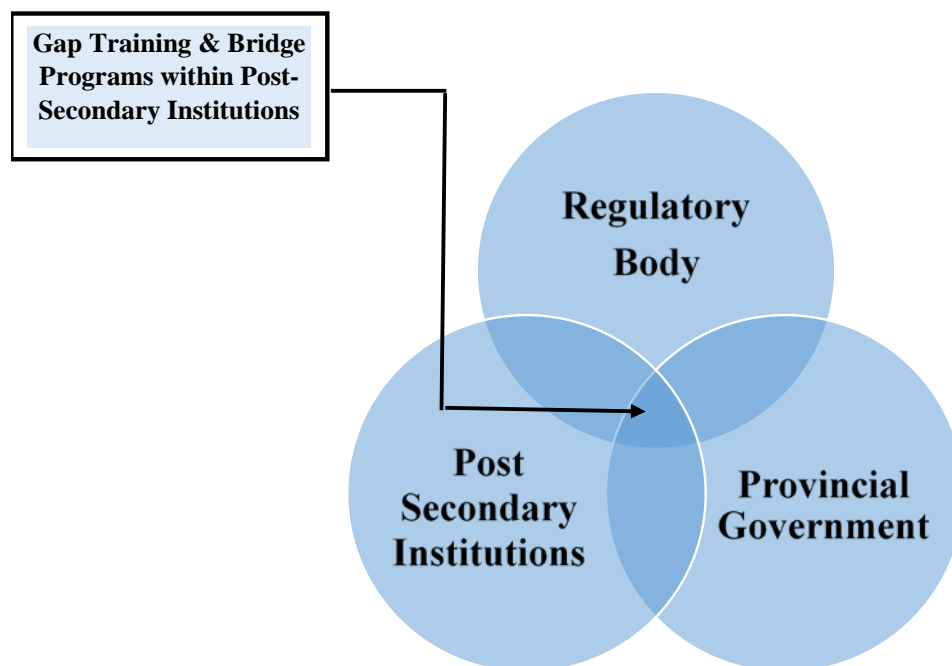 Gap Training & Bridge
Programs within Post-
Secondary Institutions
Regulatory
Body
Post
Secondary
Institutions
Provincial
Government